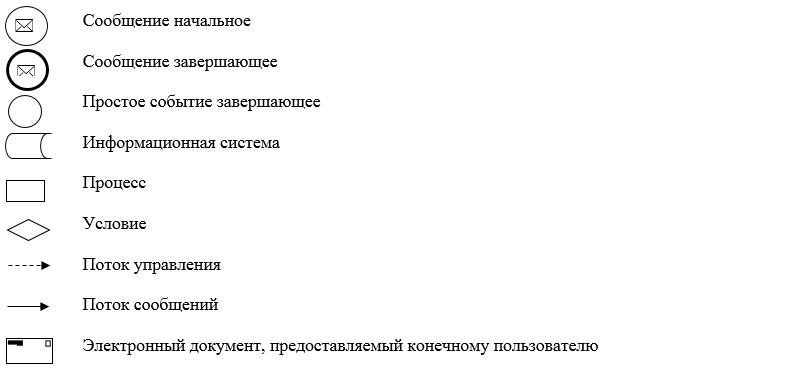 Сообщение начальное
Сообщение завершающее
Простое событие завершающее
Информационная система
Процесс
Условие
Поток управления
Поток сообщений
Электронный документ, предоставляемый конечному пользователю